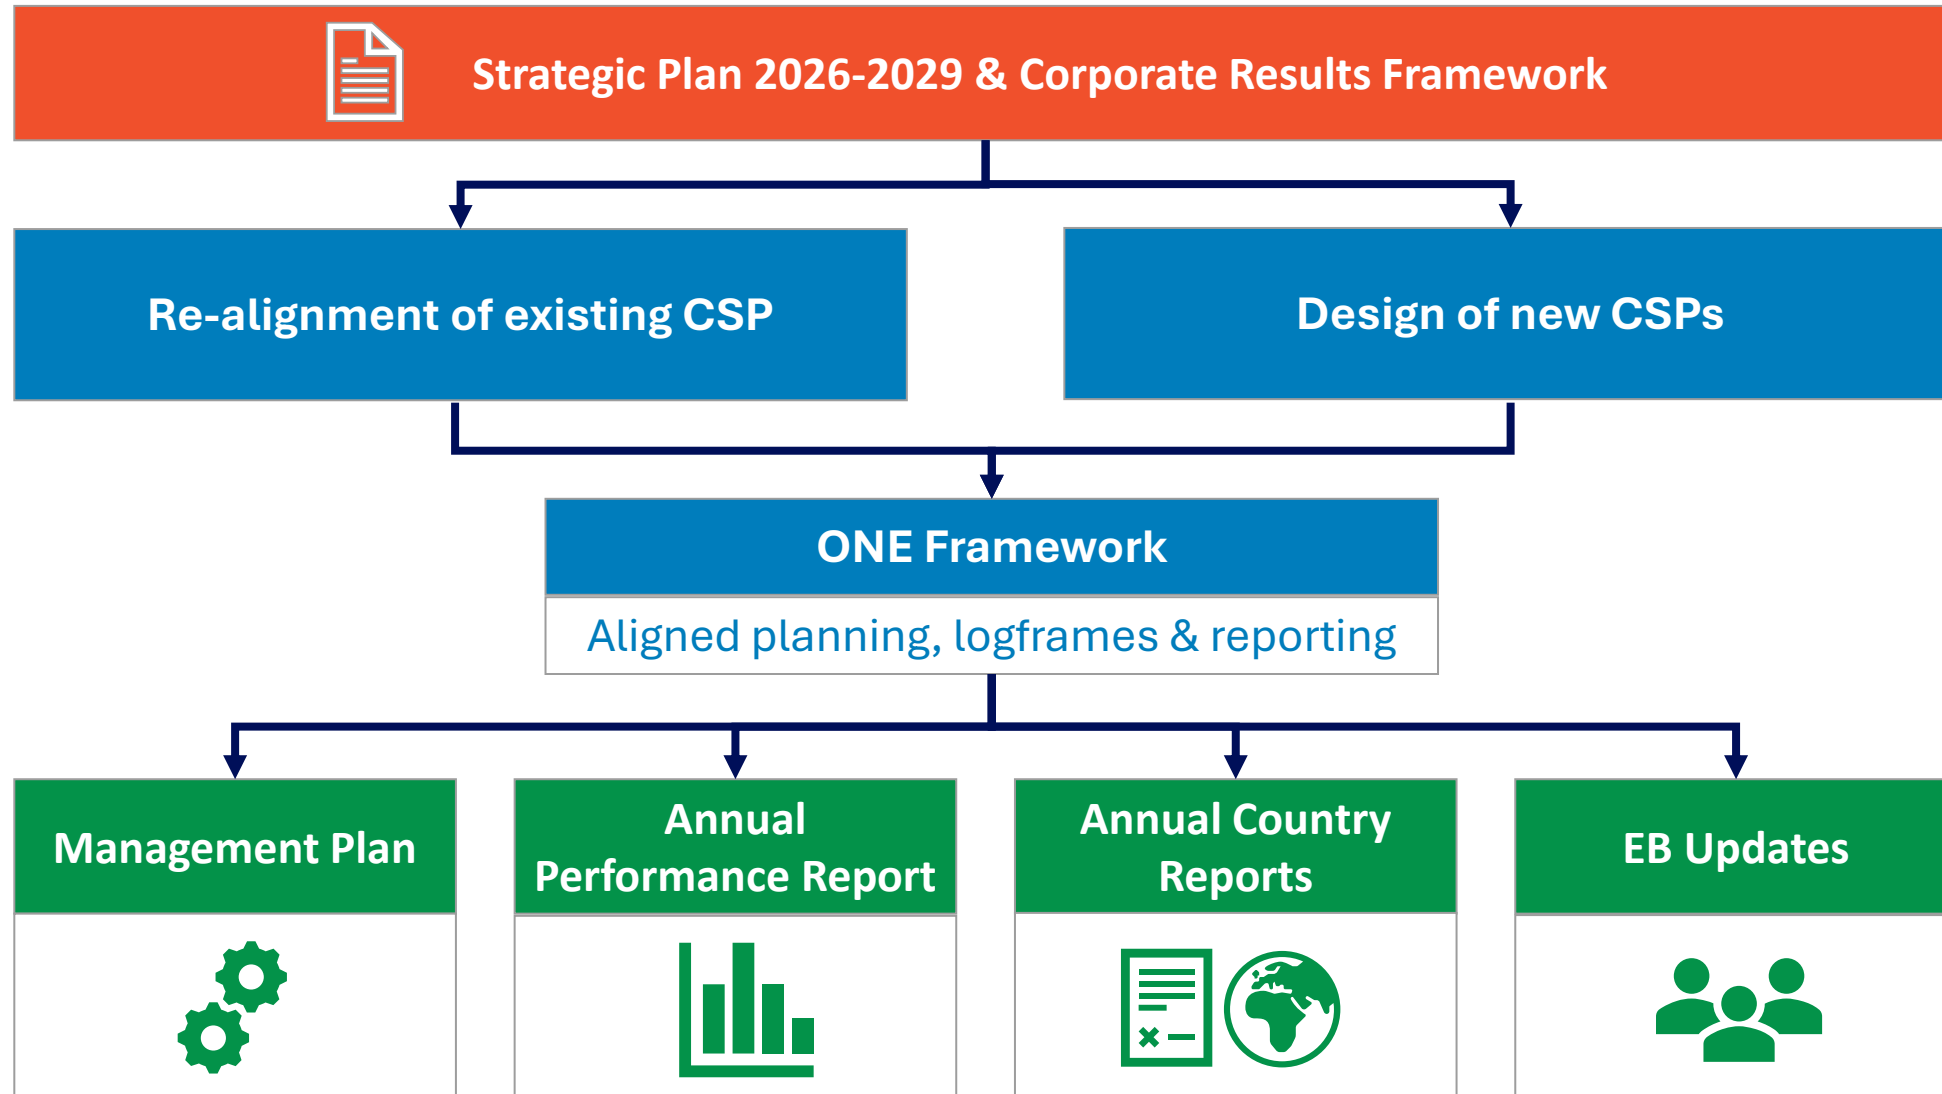 Strategic Plan 2026-2029 & Corporate Results Framework
Re-alignment of existing CSP
Design of new CSPs
ONE Framework
Aligned planning, logframes & reporting
Management Plan
Annual
Performance Report
Annual Country
Reports
EB Updates